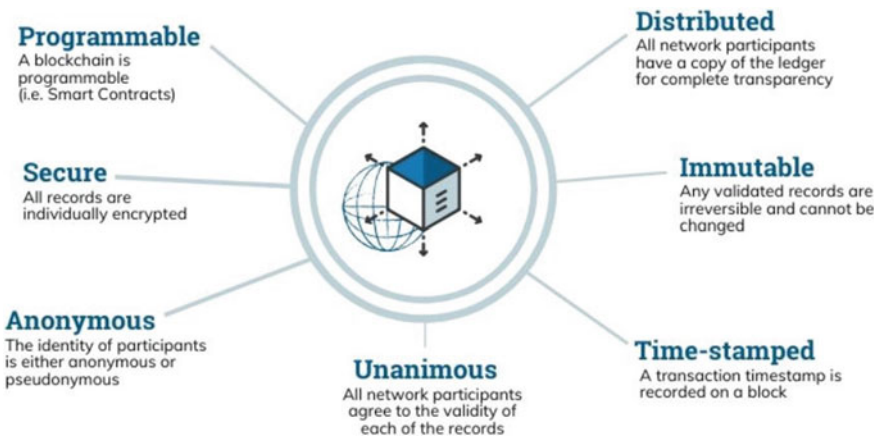 Programmable
A blockchain is
programmable
(i.e. Smart Contracts)
Secure
All records are
individually encrypted
Anonymous
The identity of participants
is either anonymous or
pseudonymous
Unanimous
All network participants
agree to the validity of
each of the records
Distributed
All network participants
have a copy of the ledger
for complete transparency
Immutable
Any validated records are
irreversible and cannot be
changed
Time-stamped
A transaction timestamp is
recorded on a block